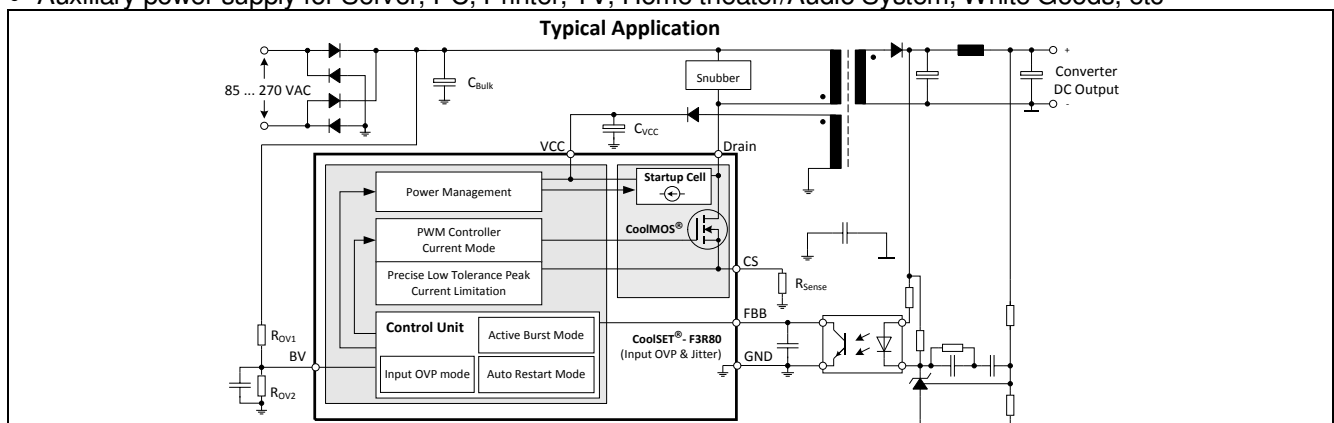 • Auxiliary power supply for Server, PC, Printer, TV, Home theater/Audio System, White Goods, etc
Typical Application
85 ... 270 VAC
CBulk
Snubber
+
Converter
DC Output
-
CVCC
VCC
Drain
Power Management
Startup Cell
CoolMOS®
PWM Controller
Current Mode
Precise Low Tolerance Peak
Current Limitation
CS
RSense
FBB
Control Unit
Active Burst Mode
CoolSET®- F3R80
(Input OVP & Jitter)
GND
ROV1
BV
Input OVP mode
Auto Restart Mode
ROV2